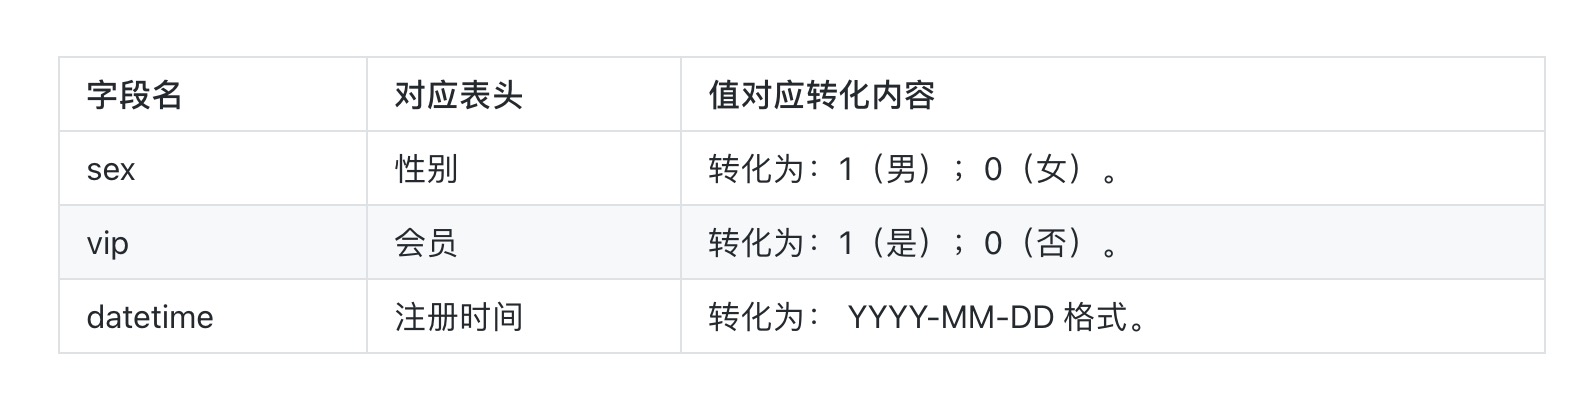 字段名 对应表头 值对应转化内容
sex 性别 转化为：1（男）；0（女）。
vip 会员 转化为：1（是）；0（否）。
datetime 注册时间 转化为： YYYY-MM-DD 格式。